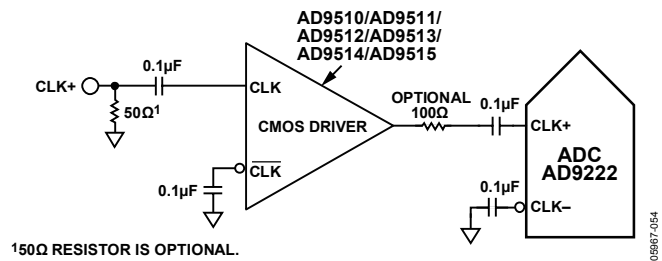 AD9510/AD9511/
AD9512/AD9513/
AD9514/AD9515
CLK+
0.1µF
50Ω¹
CLK
CMOS DRIVER
CLK
0.1µF
OPTIONAL
100Ω
0.1µF
CLK+
ADC
AD9222
0.1µF
CLK–
¹50Ω RESISTOR IS OPTIONAL.
05967-054